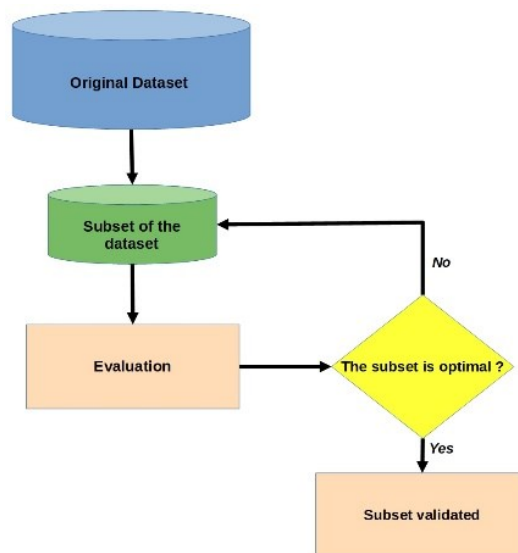 Original Dataset
Subset of the
dataset
No
Evaluation
The subset is optimal ?
Yes
Subset validated